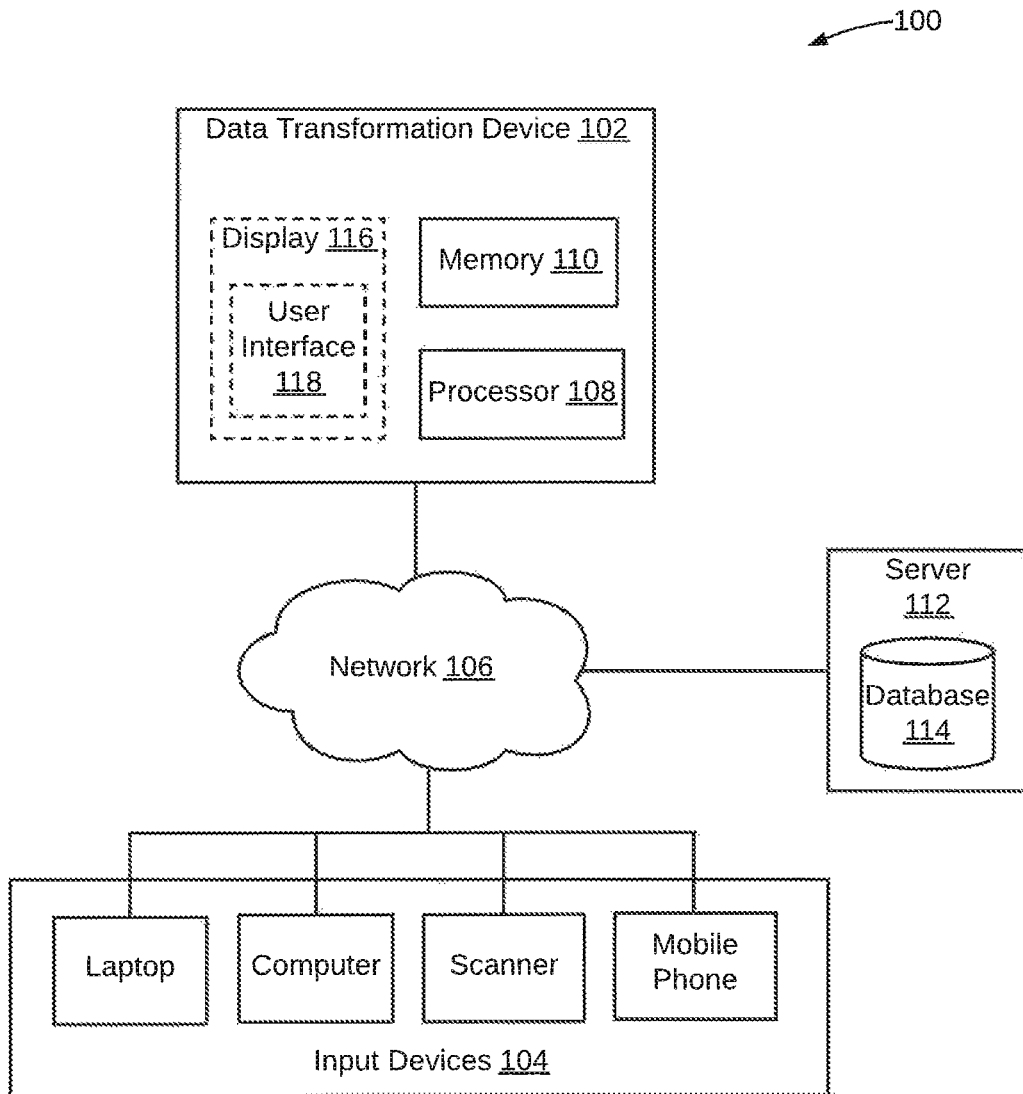 100
Data Transformation Device 102
Display 116
User
Interface
118
Memory 110
Processor 108
Network 106
Server
112
Database
114
Laptop
Computer
Scanner
Mobile
Phone
Input Devices 104